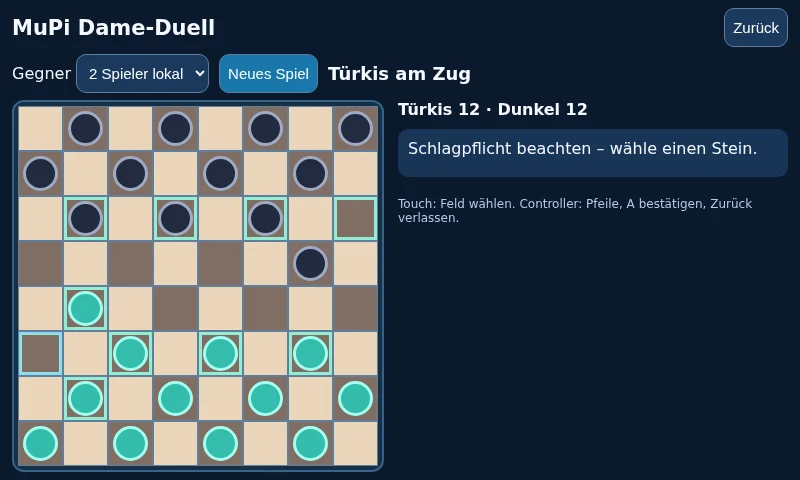 MuPi Dame-Duell
Zurück
Gegner 2 Spieler lokal Neues Spiel Türkis am Zug
Türkis 12 · Dunkel 12
Schlagpflicht beachten – wähle einen Stein.
Touch: Feld wählen. Controller: Pfeile, A bestätigen, Zurück
verlassen.